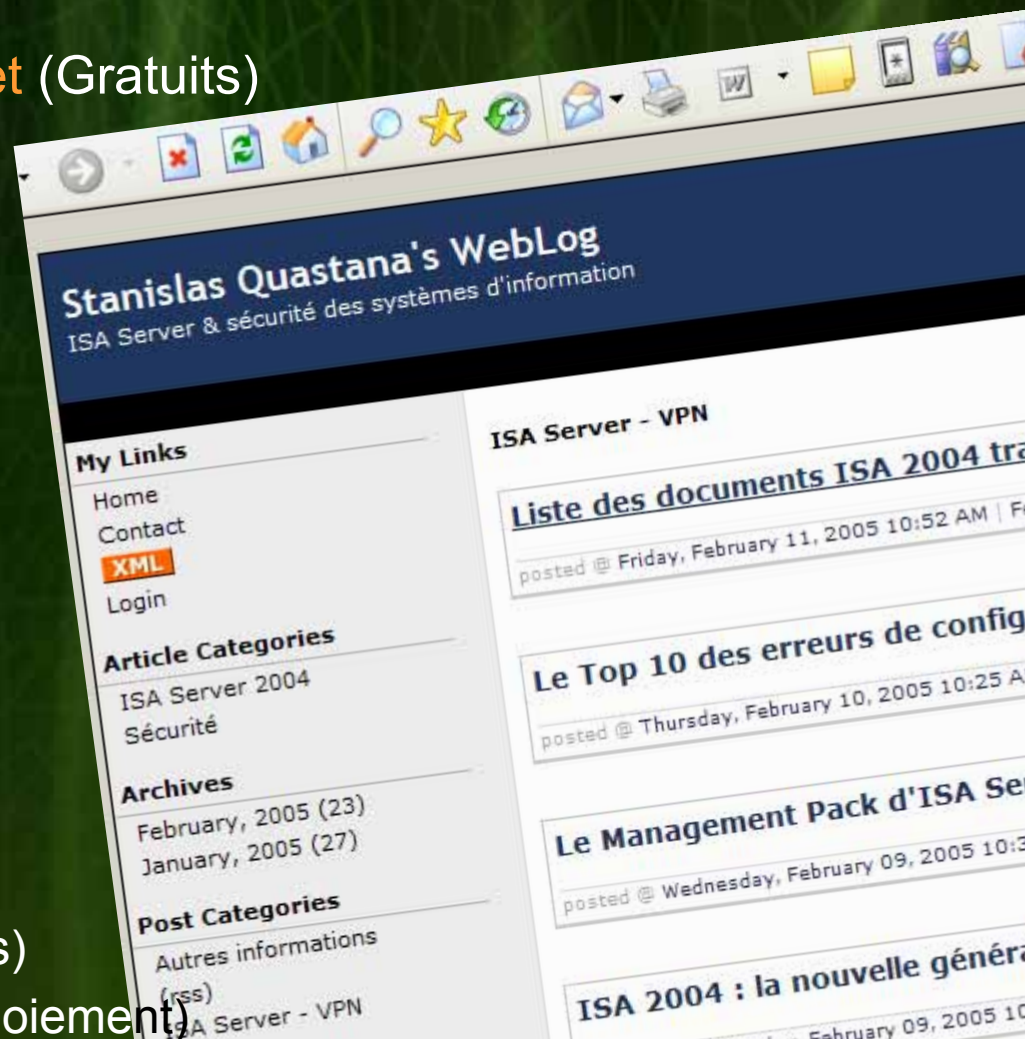 (Gratuits)
Stanislas Quastana's WebLog
ISA Server & sécurité des systèmes d'information
My Links
Home
Contact
XML
Login
Article Categories
ISA Server 2004
Sécurité
Archives
February, 2005 (23)
January, 2005 (27)
Post Categories
Autres informations
(rss)
ISA Server - VPN
ISA Server - VPN
Liste des documents ISA 2004
posted @ Friday, February 11, 2005 10:52 AM |
Le Top 10 des erreurs de
posted @ Thursday, February 10, 2005 10:25
Le Management Pack d'ISA
posted @ Wednesday, February 09, 2005
ISA 2004 : la nouvelle
09, 2005